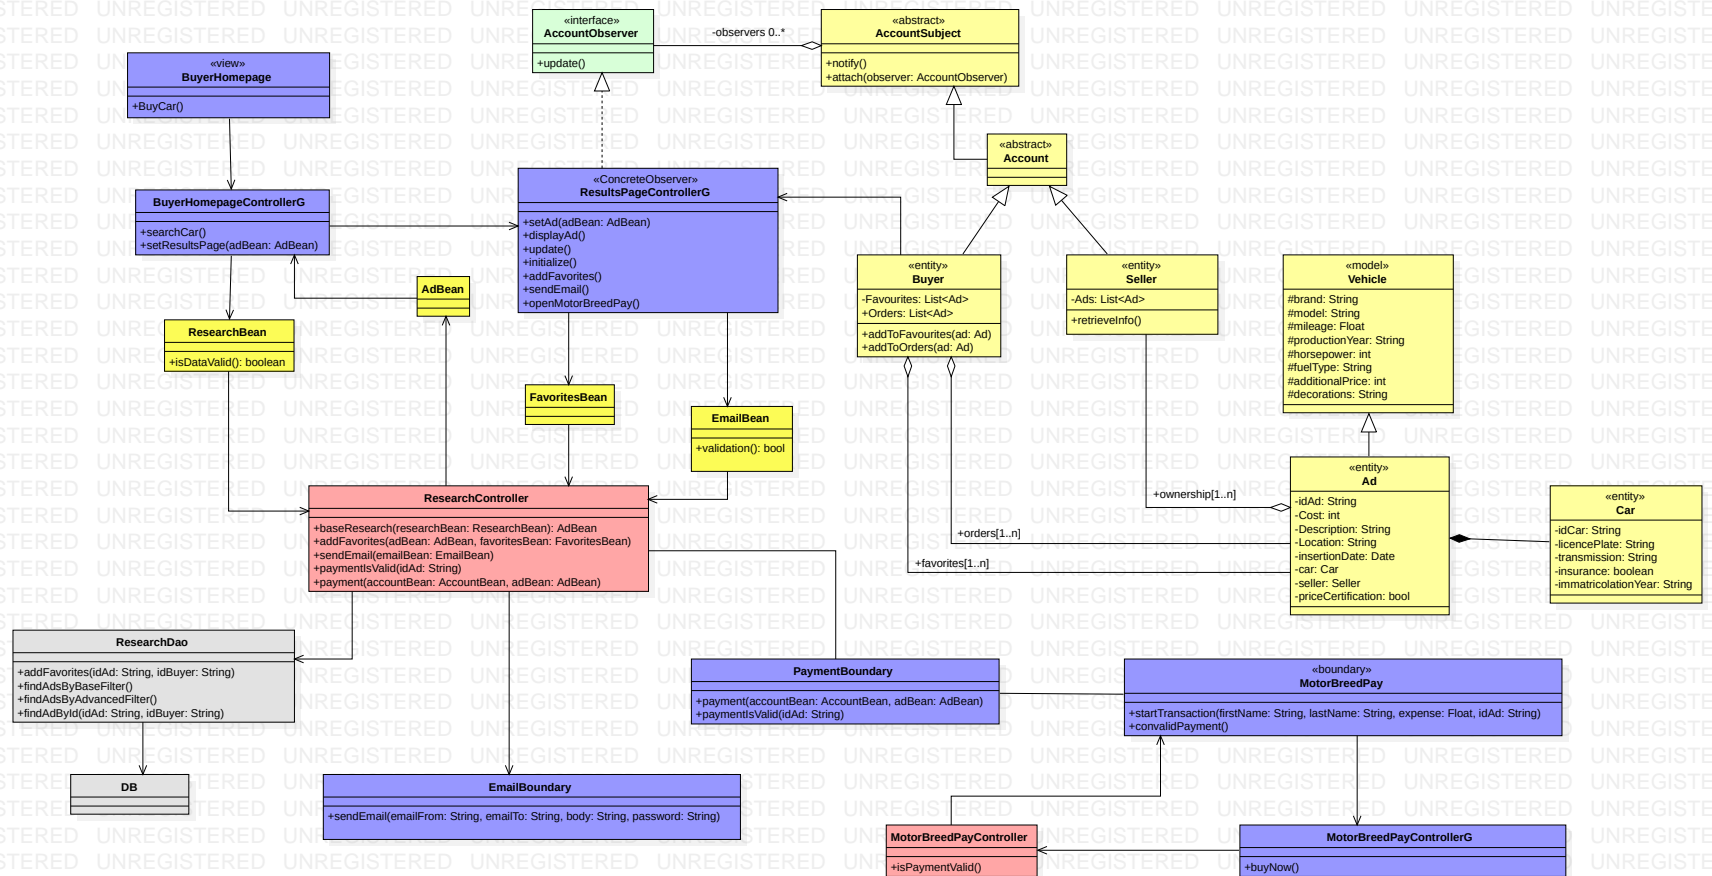 «interface»
AccountObserver
+update()
-observers 0..*
«abstract»
AccountSubject
+notify()
+attach(observer: AccountObserver)
«view»
BuyerHomepage
+BuyCar()
«abstract»
Account
«ConcreteObserver»
ResultsPageControllerG
+setAd(adBean: AdBean)
+displayAd()
+update()
+initialize()
+addFavorites()
+sendEmail()
+openMotorBreedPay()
BuyerHomepageControllerG
+searchCar()
+setResultsPage(adBean: AdBean)
AdBean
ResearchBean
+isDataValid(): boolean
«entity»
Buyer
-Favourites: List<Ad>
+Orders: List<Ad>
+addToFavourites(ad: Ad)
+addToOrders(ad: Ad)
«entity»
Seller
-Ads: List<Ad>
+retrieveInfo()
«model»
Vehicle
#brand: String
#model: String
#mileage: Float
#productionYear: String
#horsepower: int
#fuelType: String
#additionalPrice: int
#decorations: String
FavoritesBean
EmailBean
+validation(): bool
ResearchController
+baseResearch(researchBean: ResearchBean): AdBean
+addFavorites(adBean: AdBean, favoritesBean: FavoritesBean)
+sendEmail(emailBean: EmailBean)
+paymentIsValid(idAd: String)
+payment(accountBean: AccountBean, adBean: AdBean)
+ownership[1..n]
+orders[1..n]
+favorites[1..n]
«entity»
Ad
-idAd: String
-Cost: int
-Description: String
-Location: String
-insertionDate: Date
-car: Car
-seller: Seller
-priceCertification: bool
«entity»
Car
-idCar: String
-licencePlate: String
-transmission: String
-insurance: boolean
-immatricolationYear: String
ResearchDao
+addFavorites(idAd: String, idBuyer: String)
+findAdsByBaseFilter()
+findAdsByAdvancedFilter()
+findAdById(idAd: String, idBuyer: String)
PaymentBoundary
+payment(accountBean: AccountBean, adBean: AdBean)
+paymentIsValid(idAd: String)
«boundary»
MotorBreedPay
+startTransaction(firstName: String, lastName: String, expense: Float, idAd: String)
+convalidPayment()
DB
EmailBoundary
+sendEmail(emailFrom: String, emailTo: String, body: String, password: String)
MotorBreedPayController
+isPaymentValid()
MotorBreedPayControllerG
+buyNow()